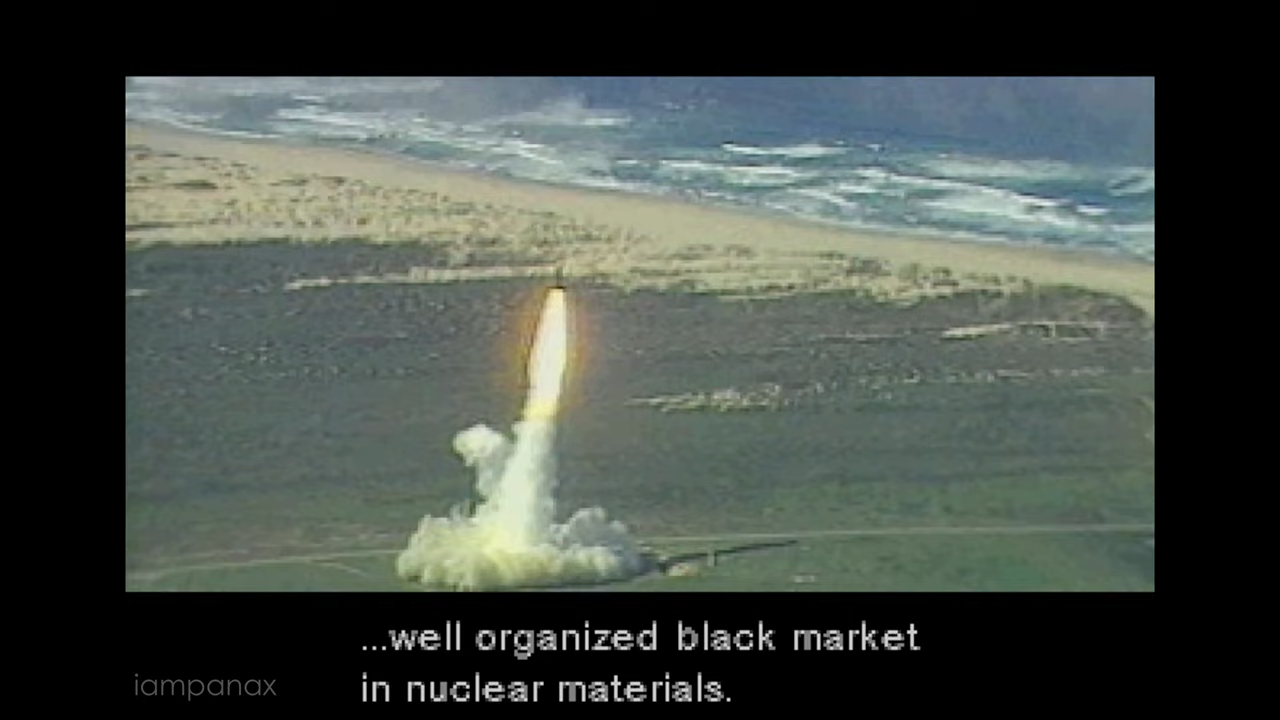 ...well organized black market
in nuclear materials.
iampanax